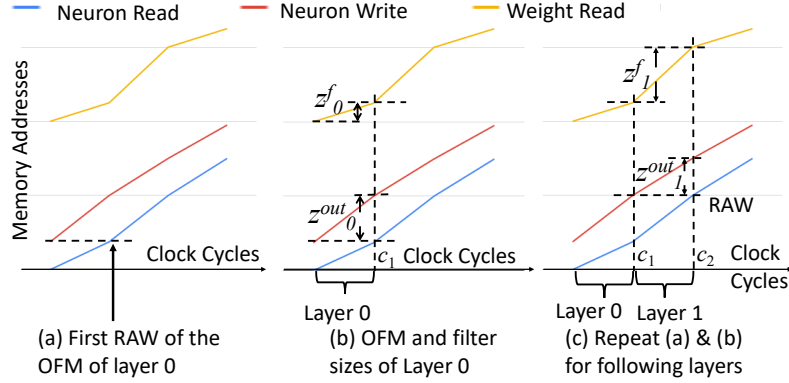 Neuron Read Neuron Write Weight Read
Memory Addresses
Clock Cycles
(a) First RAW of the
OFM of layer 0
z^f_0
z^out_0
c_1 Clock Cycles
Layer 0
(b) OFM and filter
sizes of Layer 0
z^f_1
z^out_1
RAW
c_1 c_2 Clock
Cycles
Layer 0 Layer 1
(c) Repeat (a) & (b)
for following layers